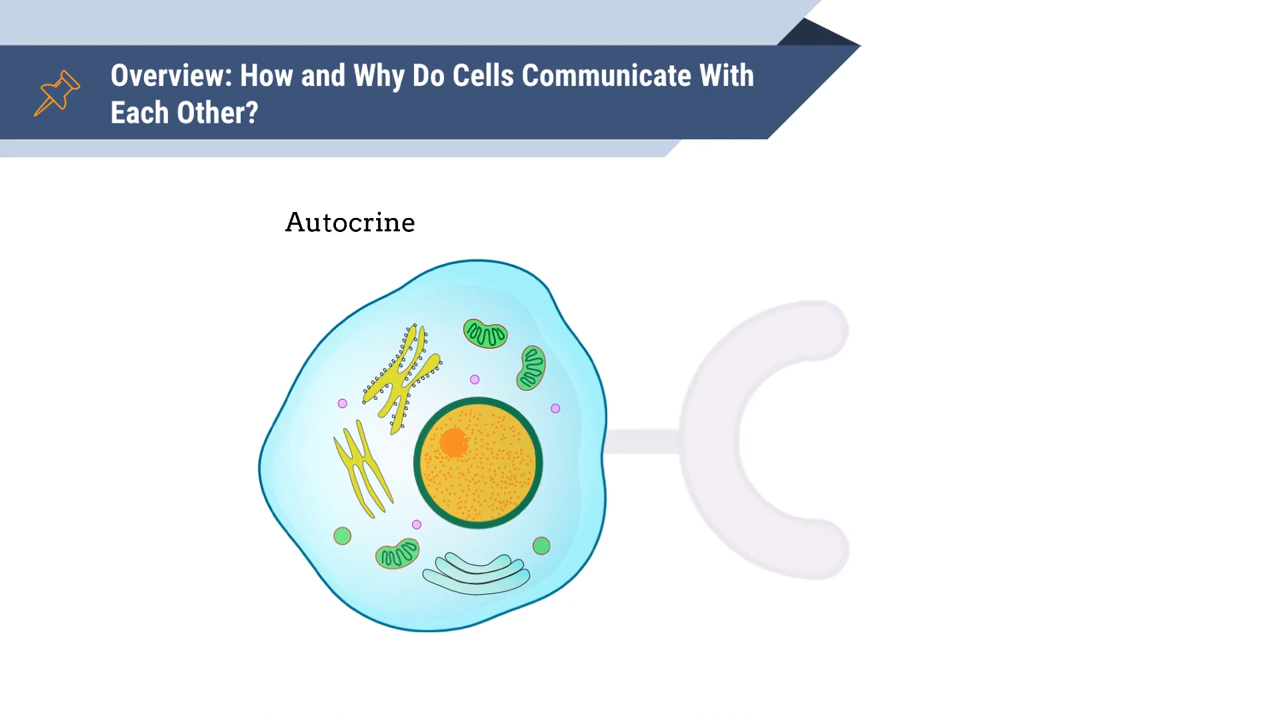 Overview: How and Why Do Cells Communicate With
Each Other?
Autocrine